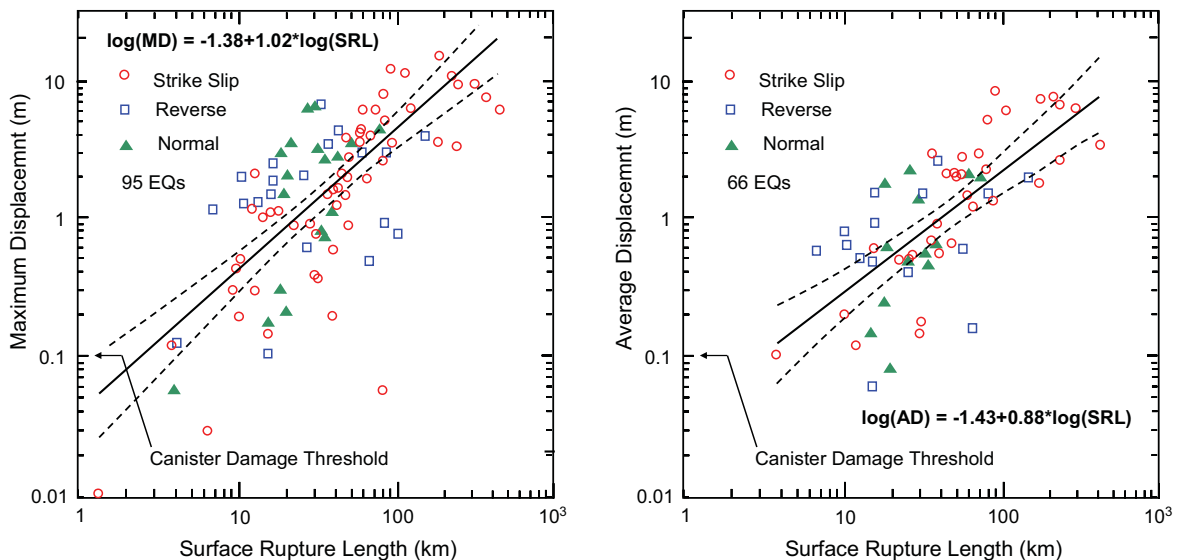 log(MD) = -1.38+1.02*log(SRL)
Strike Slip
Reverse
Normal
95 EQs
Canister Damage Threshold
Maximum Displacemnt (m)
10
1
0.1
0.01
1
10
100
10³
Surface Rupture Length (km)
Strike Slip
Reverse
Normal
66 EQs
log(AD) = -1.43+0.88*log(SRL)
Canister Damage Threshold
Average Displacemnt (m)
10
1
0.1
0.01
1
10
100
10³
Surface Rupture Length (km)